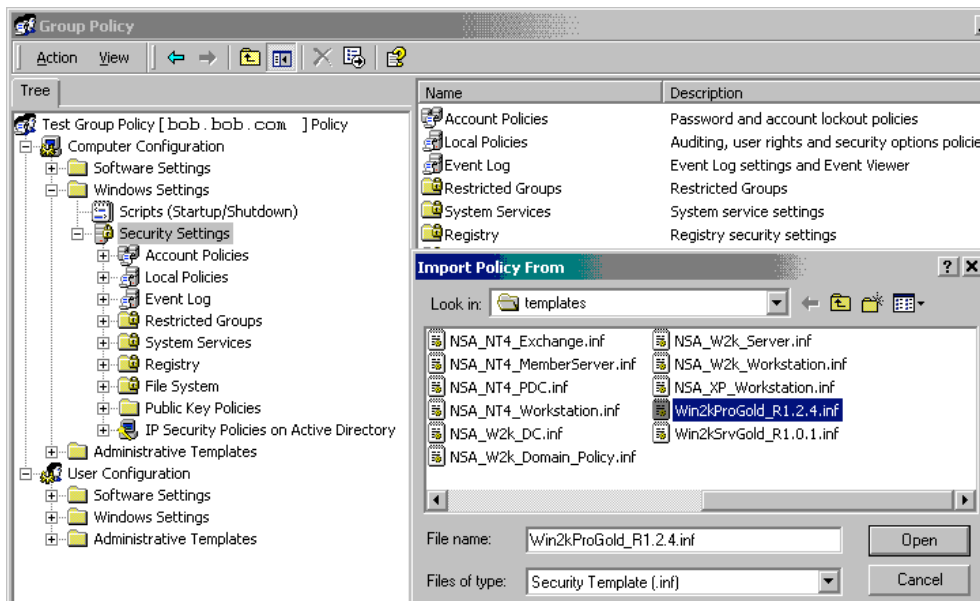 Group Policy
Action View
Tree
Test Group Policy [bob.bob.com ] Policy
Computer Configuration
Software Settings
Windows Settings
Scripts (Startup/Shutdown)
Security Settings
Account Policies
Local Policies
Event Log
Restricted Groups
System Services
Registry
File System
Public Key Policies
IP Security Policies on Active Directory
Administrative Templates
User Configuration
Software Settings
Windows Settings
Administrative Templates
Name Description
Account Policies Password and account lockout policies
Local Policies Auditing, user rights and security options policie
Event Log Event Log settings and Event Viewer
Restricted Groups Restricted Groups
System Services System service settings
Registry Registry security settings
Import Policy From
Look in: templates
NSA_NT4_Exchange.inf
NSA_NT4_MemberServer.inf
NSA_NT4_PDC.inf
NSA_NT4_Workstation.inf
NSA_W2k_DC.inf
NSA_W2k_Domain_Policy.inf
NSA_W2k_Server.inf
NSA_W2k_Workstation.inf
NSA_XP_Workstation.inf
Win2kProGold_R1.2.4.inf
Win2kSrvGold_R1.0.1.inf
File name: Win2kProGold_R1.2.4.inf Open
Files of type: Security Template (.inf) Cancel